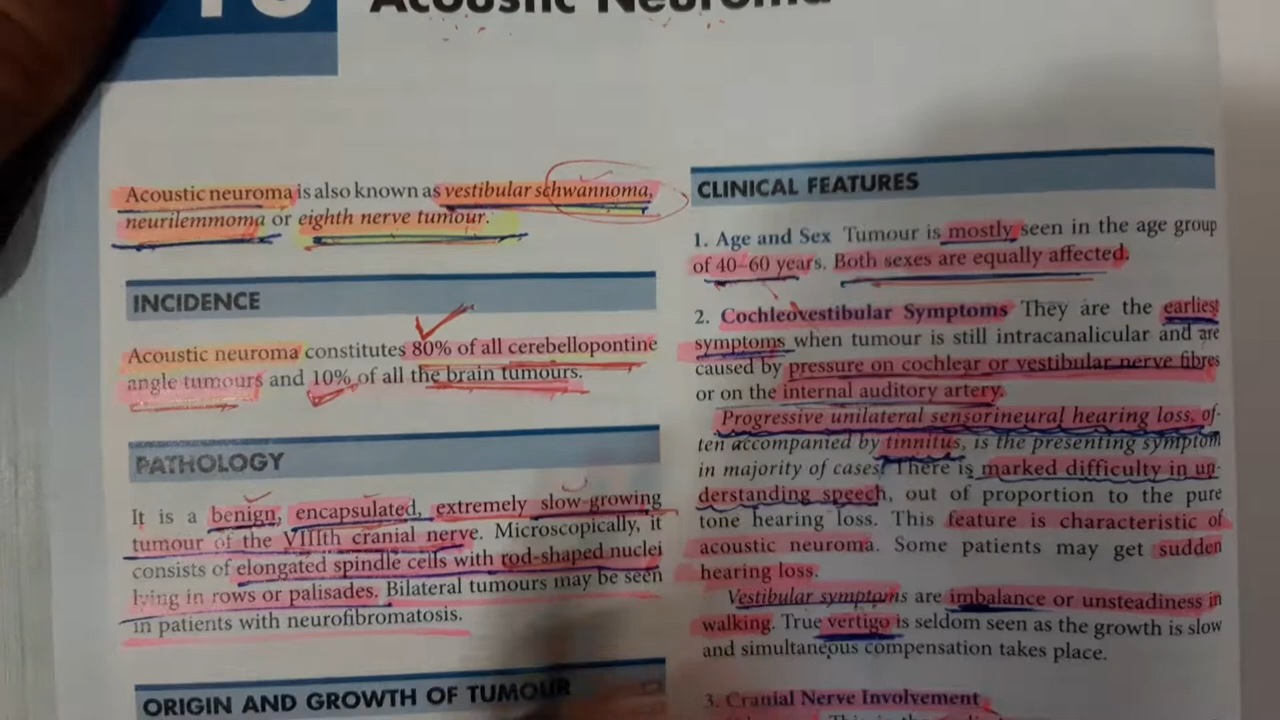 Acoustic Neuroma
Acoustic neuroma is also known as vestibular schwannoma,
neurilemmoma or eighth nerve tumour.
INCIDENCE
Acoustic neuroma constitutes 80% of all cerebellopontine
angle tumours and 10% of all the brain tumours.
PATHOLOGY
It is a benign, encapsulated, extremely slow-growing
tumour of the VIIIth cranial nerve. Microscopically, it
consists of elongated spindle cells with rod-shaped nuclei
lying in rows or palisades. Bilateral tumours may be seen
in patients with neurofibromatosis.
ORIGIN AND GROWTH OF TUMOUR
CLINICAL FEATURES
1. Age and Sex Tumour is mostly seen in the age group
of 40–60 years. Both sexes are equally affected.
2. Cochleovestibular Symptoms They are the earliest
symptoms when tumour is still intracanalicular and are
caused by pressure on cochlear or vestibular nerve fibres
or on the internal auditory artery.
Progressive unilateral sensorineural hearing loss, of-
ten accompanied by tinnitus, is the presenting symptom
in majority of cases. There is marked difficulty in un-
derstanding speech, out of proportion to the pure
tone hearing loss. This feature is characteristic of
acoustic neuroma. Some patients may get sudden
hearing loss.
Vestibular symptoms are imbalance or unsteadiness in
walking. True vertigo is seldom seen as the growth is slow
and simultaneous compensation takes place.
3. Cranial Nerve Involvement